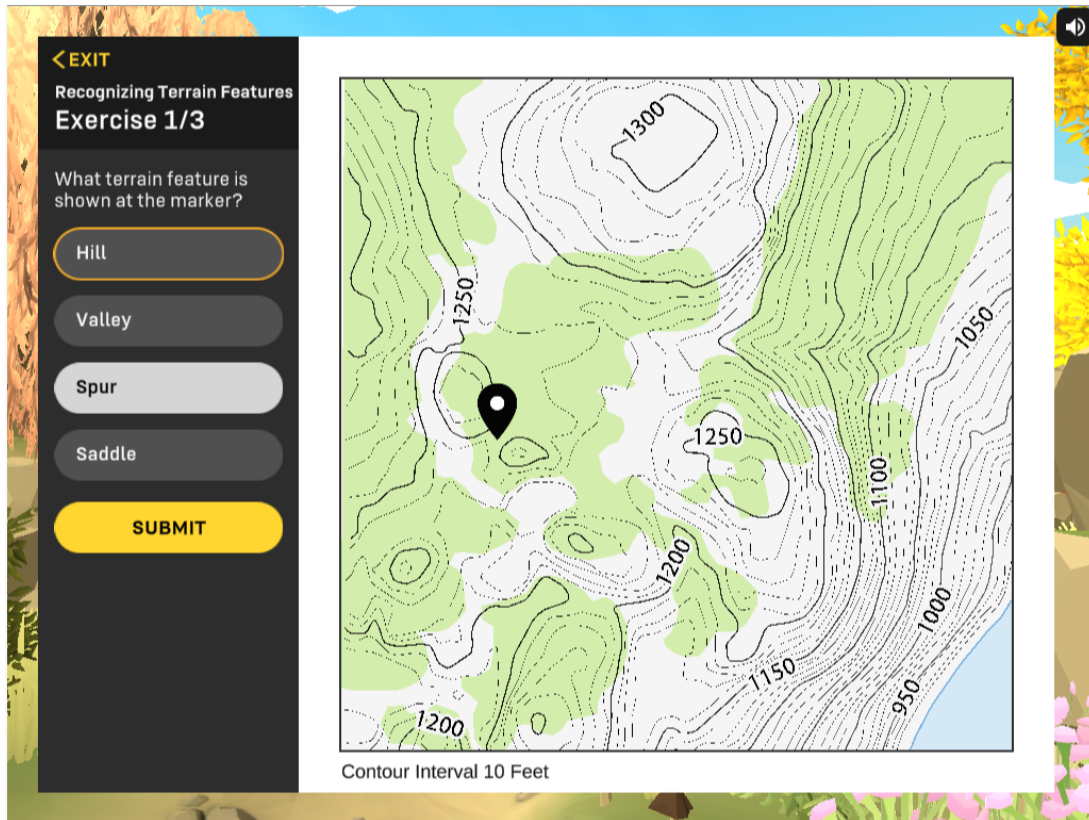 EXIT
Recognizing Terrain Features
Exercise 1/3
What terrain feature is
shown at the marker?
Hill
Valley
Spur
Saddle
SUBMIT
1300
1250
1050
1250
1100
1200
1000
1150
950
1200
Contour Interval 10 Feet